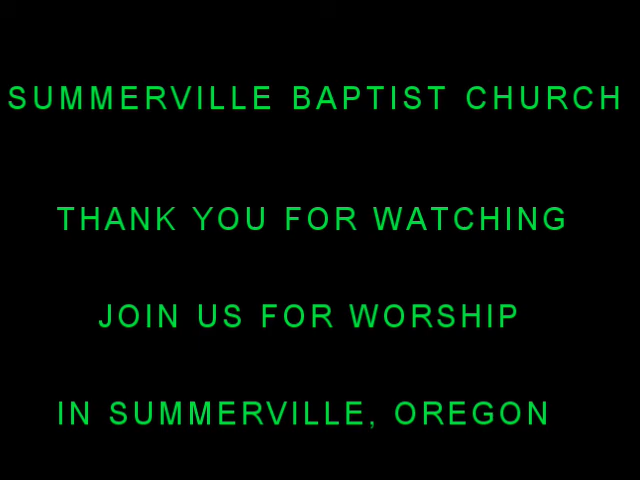 SUMMERVILLE BAPTIST CHURCH
THANK YOU FOR WATCHING
JOIN US FOR WORSHIP
IN SUMMERVILLE, OREGON